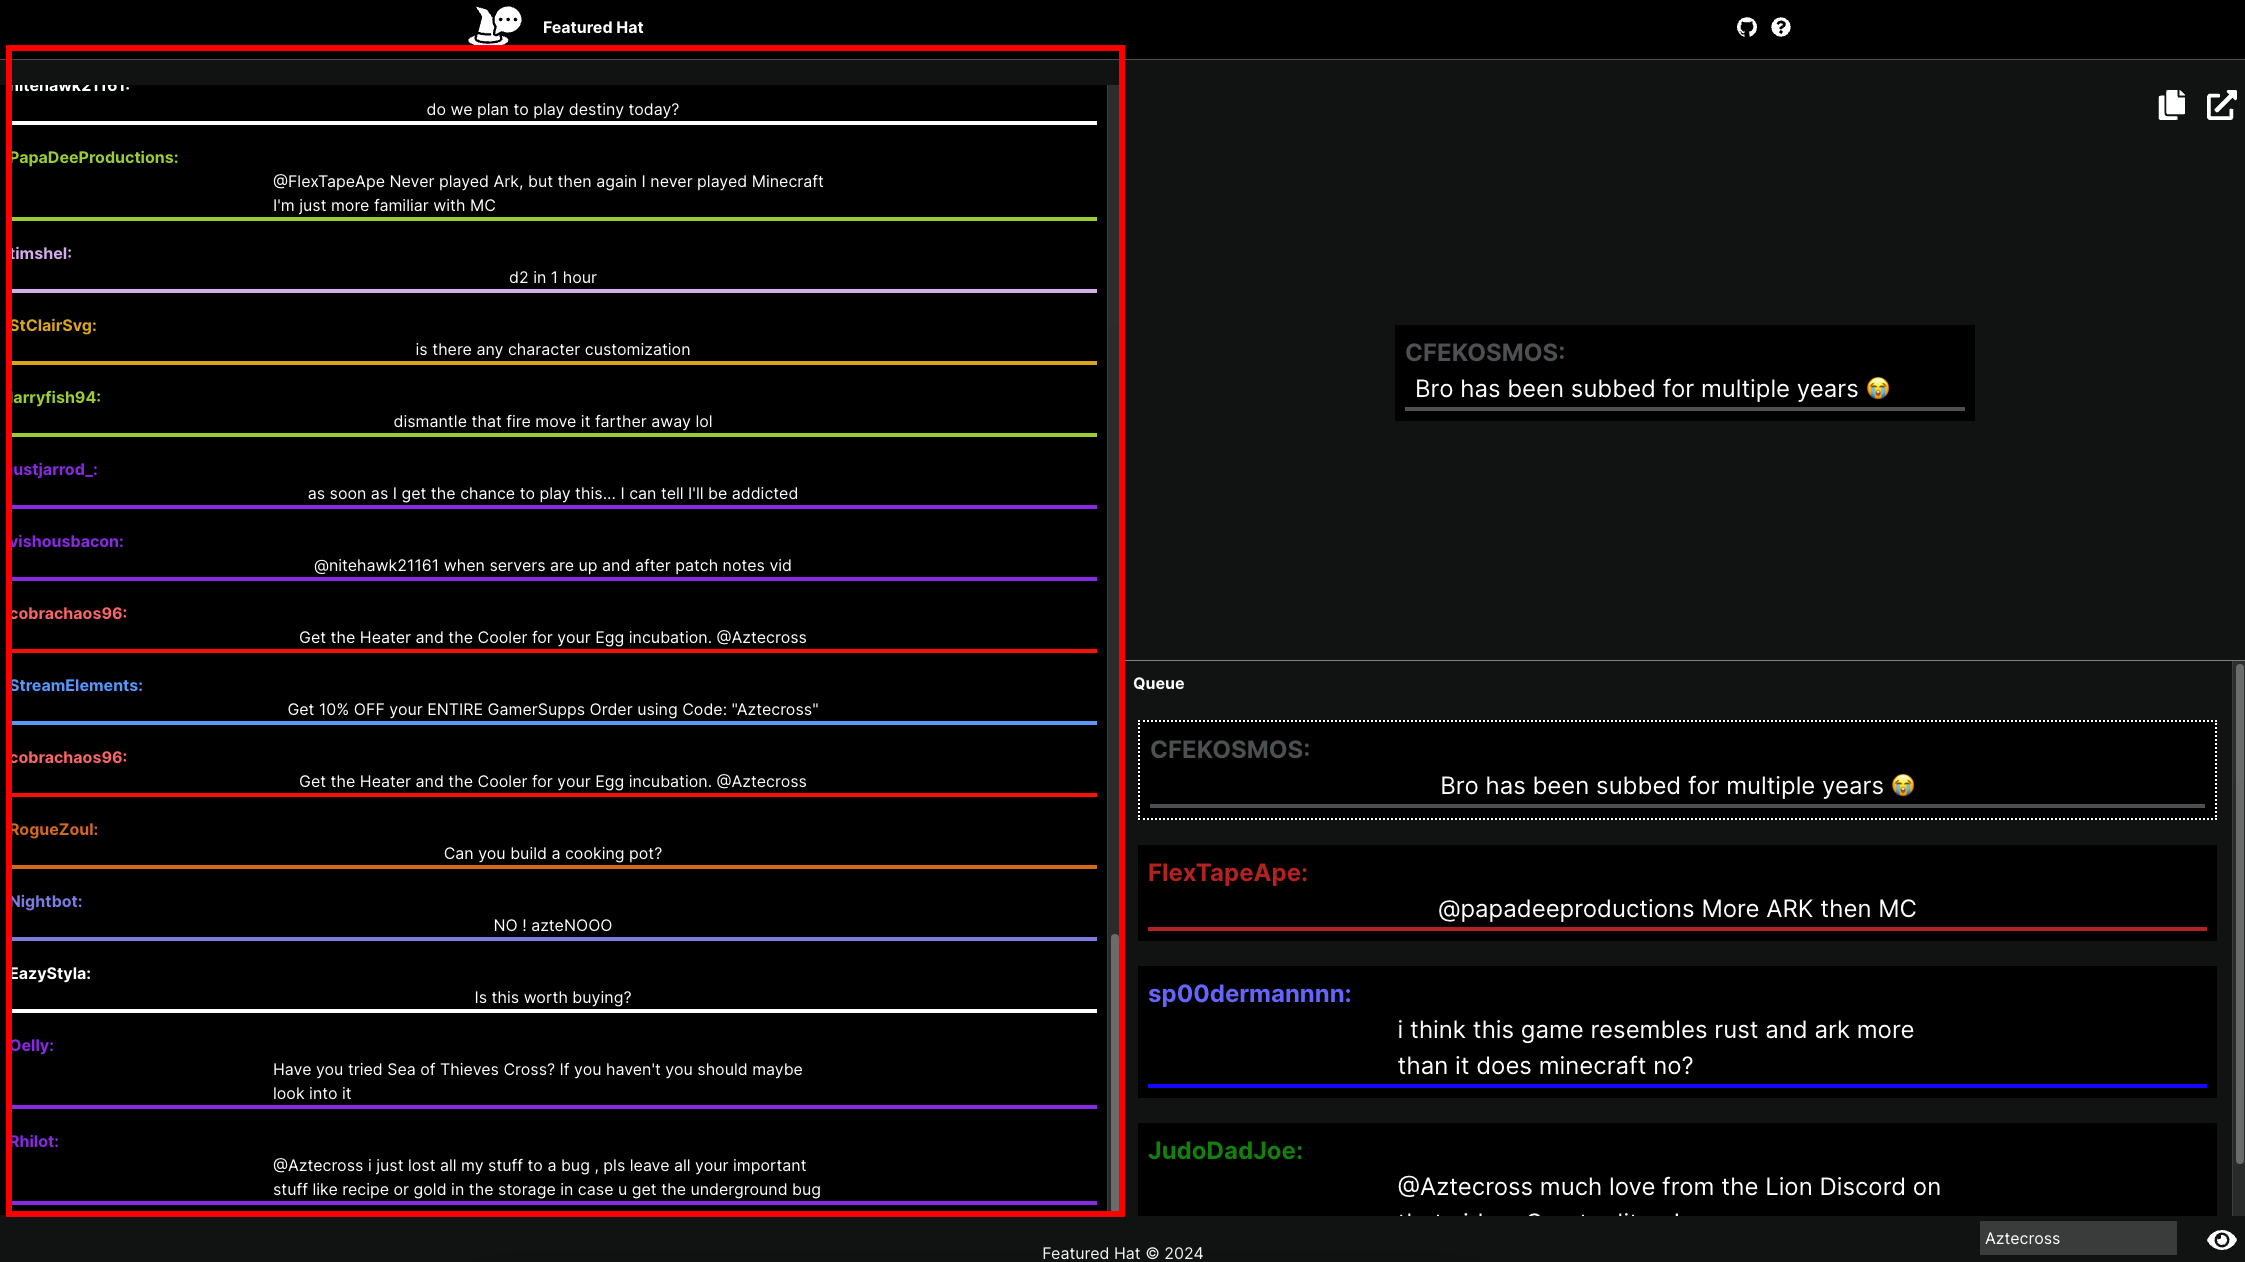 Featured Hat
nitehawk21161:
do we plan to play destiny today?
PapaDeeProductions:
@FlexTapeApe Never played Ark, but then again I never played Minecraft
I'm just more familiar with MC
timshel:
d2 in 1 hour
StClairSvg:
is there any character customization
larryfish94:
dismantle that fire move it farther away lol
justjarrod_:
as soon as I get the chance to play this... I can tell I'll be addicted
vishousbacon:
@nitehawk21161 when servers are up and after patch notes vid
cobrachaos96:
Get the Heater and the Cooler for your Egg incubation. @Aztecross
StreamElements:
Get 10% OFF your ENTIRE GamerSupps Order using Code: "Aztecross"
cobrachaos96:
Get the Heater and the Cooler for your Egg incubation. @Aztecross
RogueZoul:
Can you build a cooking pot?
Nightbot:
NO ! azteNOOO
EazyStyla:
Is this worth buying?
Oelly:
Have you tried Sea of Thieves Cross? If you haven't you should maybe
look into it
Rhilot:
@Aztecross i just lost all my stuff to a bug , pls leave all your important
stuff like recipe or gold in the storage in case u get the underground bug
CFEKOSMOS:
Bro has been subbed for multiple years 😭
Queue
CFEKOSMOS:
Bro has been subbed for multiple years 😭
FlexTapeApe:
@papadeeproductions More ARK then MC
sp00dermannnn:
i think this game resembles rust and ark more
than it does minecraft no?
JudoDadJoe:
@Aztecross much love from the Lion Discord on
Aztecross
Featured Hat © 2024